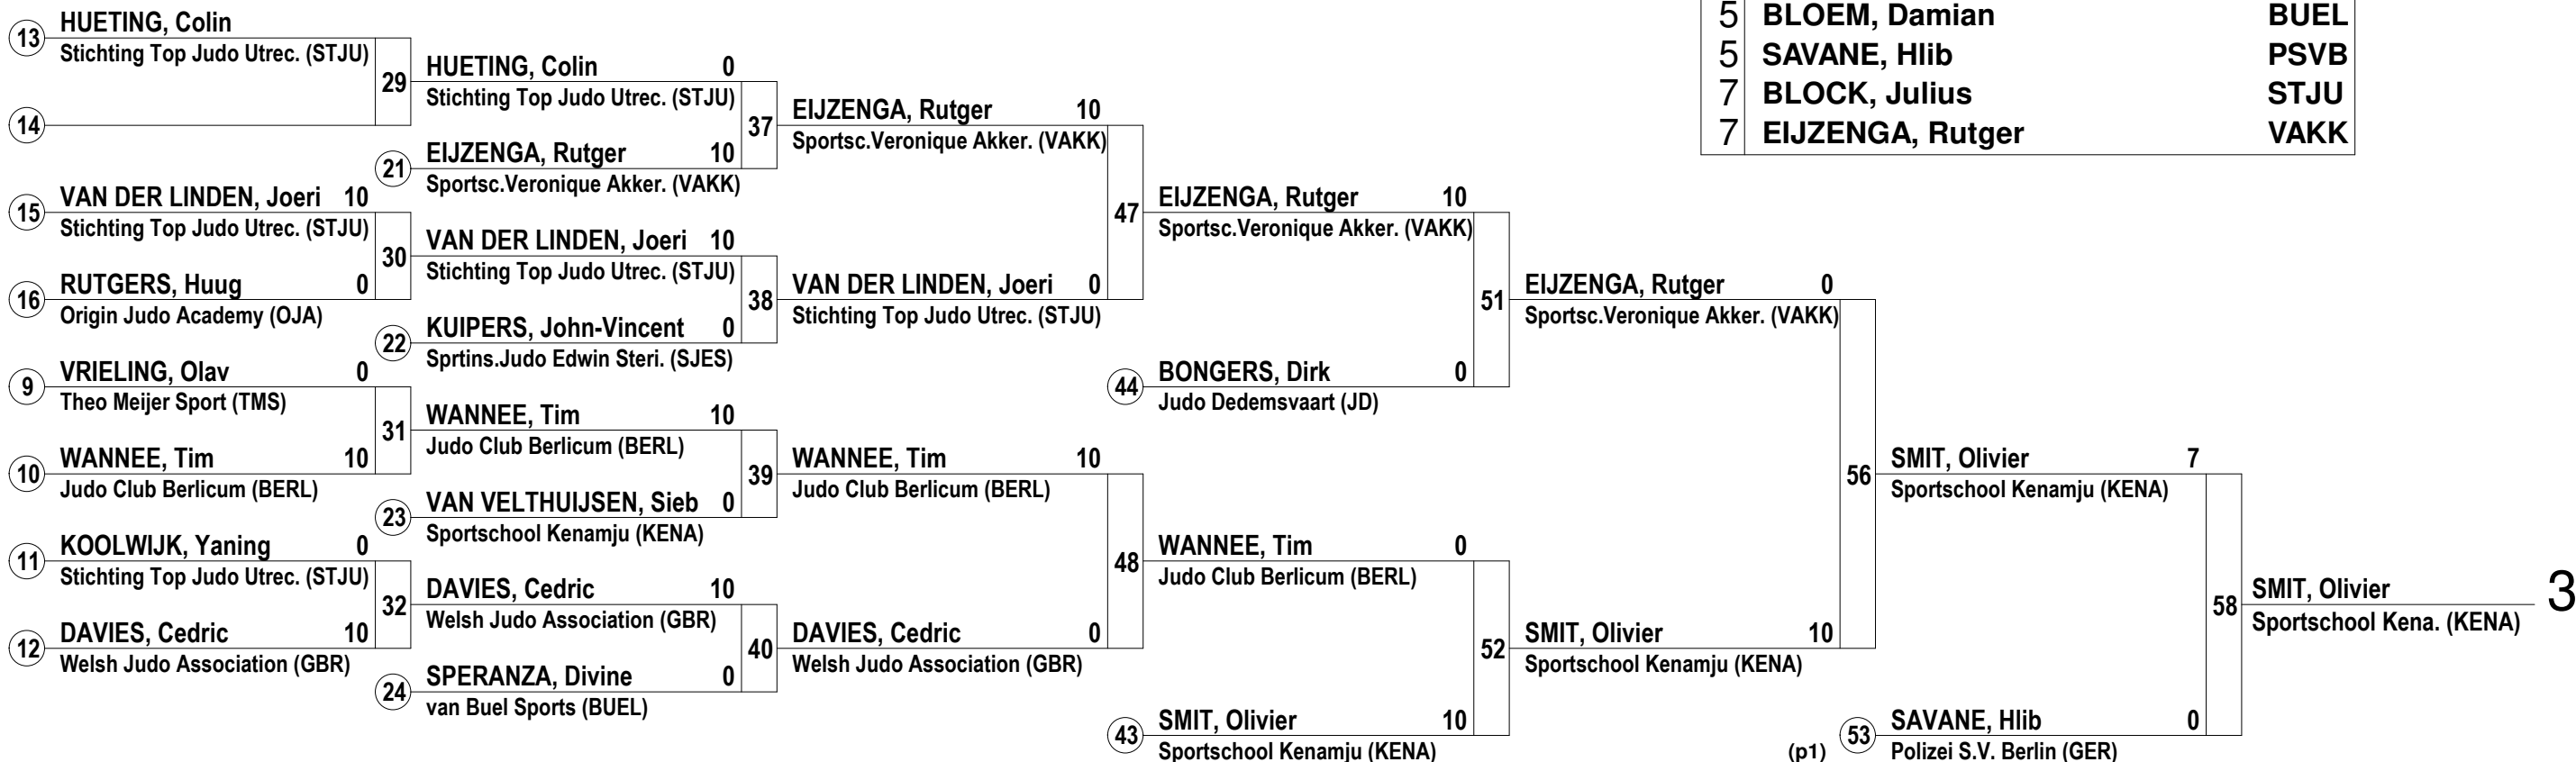 5 BLOEM, Damian BUEL
5 SAVANE, Hlib PSVB
7 BLOCK, Julius STJU
7 EIJZENGA, Rutger VAKK
13 HUETING, Colin
Stichting Top Judo Utrec. (STJU)
29
14
15 VAN DER LINDEN, Joeri 10
Stichting Top Judo Utrec. (STJU)
30
16 RUTGERS, Huug 0
Origin Judo Academy (OJA)
9 VRIELING, Olav 0
Theo Meijer Sport (TMS)
31
10 WANNEE, Tim 10
Judo Club Berlicum (BERL)
11 KOOLWIJK, Yaning 0
Stichting Top Judo Utrec. (STJU)
32
12 DAVIES, Cedric 10
Welsh Judo Association (GBR)
HUETING, Colin 0
Stichting Top Judo Utrec. (STJU)
37
21 EIJZENGA, Rutger 10
Sportsc.Veronique Akker. (VAKK)
VAN DER LINDEN, Joeri 10
Stichting Top Judo Utrec. (STJU)
38
22 KUIPERS, John-Vincent 0
Sprtins.Judo Edwin Steri. (SJES)
WANNEE, Tim 10
Judo Club Berlicum (BERL)
39
23 VAN VELTHUIJSEN, Sieb 0
Sportschool Kenamju (KENA)
DAVIES, Cedric 10
Welsh Judo Association (GBR)
40
24 SPERANZA, Divine 0
van Buel Sports (BUEL)
EIJZENGA, Rutger 10
Sportsc.Veronique Akker. (VAKK)
47
VAN DER LINDEN, Joeri 0
Stichting Top Judo Utrec. (STJU)
WANNEE, Tim 10
Judo Club Berlicum (BERL)
48
DAVIES, Cedric 0
Welsh Judo Association (GBR)
EIJZENGA, Rutger 10
Sportsc.Veronique Akker. (VAKK)
51
44 BONGERS, Dirk 0
Judo Dedemsvaart (JD)
WANNEE, Tim 0
Judo Club Berlicum (BERL)
52
43 SMIT, Olivier 10
Sportschool Kenamju (KENA)
EIJZENGA, Rutger 0
Sportsc.Veronique Akker. (VAKK)
56
SMIT, Olivier 10
Sportschool Kenamju (KENA)
SMIT, Olivier 7
Sportschool Kenamju (KENA)
58
(p1) 53 SAVANE, Hlib 0
Polizei S.V. Berlin (GER)
SMIT, Olivier 3
Sportschool Kena. (KENA)